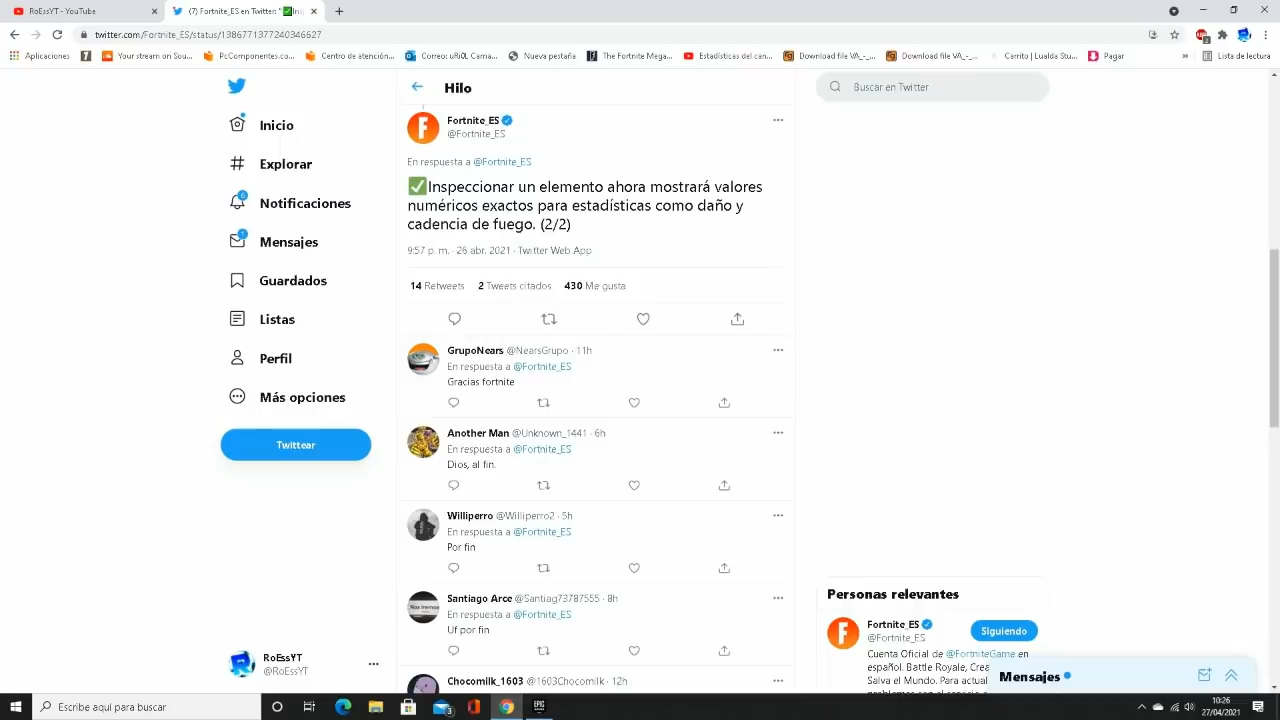 RoEssYT - YouTube
(7) Fortnite_ES en Twitter: "✅Ins
twitter.com/Fortnite_ES/status/1386771377240346627
Aplicaciones
Your stream on Soul...
PcComponentes.co...
Centro de atención...
Correo: uRiOL Cama...
Nueva pestaña
The Fortnite Mega...
Estadísticas del can...
Download file VA_-_...
Download file VA_-_...
Carrito | Lualda Stu...
Pagar
»
Lista de lectura
Inicio
Explorar
6
Notificaciones
1
Mensajes
Guardados
Listas
Perfil
Más opciones
Twittear
RoEssYT
@RoEssYT
Hilo
Fortnite_ES
@Fortnite_ES
En respuesta a @Fortnite_ES
✅Inspeccionar un elemento ahora mostrará valores
numéricos exactos para estadísticas como daño y
cadencia de fuego. (2/2)
9:57 p. m. · 26 abr. 2021 · Twitter Web App
14 Retweets 2 Tweets citados 430 Me gusta
GrupoNears @NearsGrupo · 11h
En respuesta a @Fortnite_ES
Gracias fortnite
Another Man @Unknown_1441 · 6h
En respuesta a @Fortnite_ES
Dios, al fin.
Williperro @Williperro2 · 5h
En respuesta a @Fortnite_ES
Por fin
Santiago Arce @Santiag73787555 · 8h
En respuesta a @Fortnite_ES
Uf por fin
Chocomilk_1603 @1603Chocomilk · 12h
Buscar en Twitter
Personas relevantes
Fortnite_ES
@Fortnite_ES
Siguiendo
Cuenta Oficial de @FortniteGame en
español. Battle Royale, Crea
Salva el Mundo. Para actual
Mensajes
Escribe aquí para buscar
3
EPIC
10:26
27/04/2021